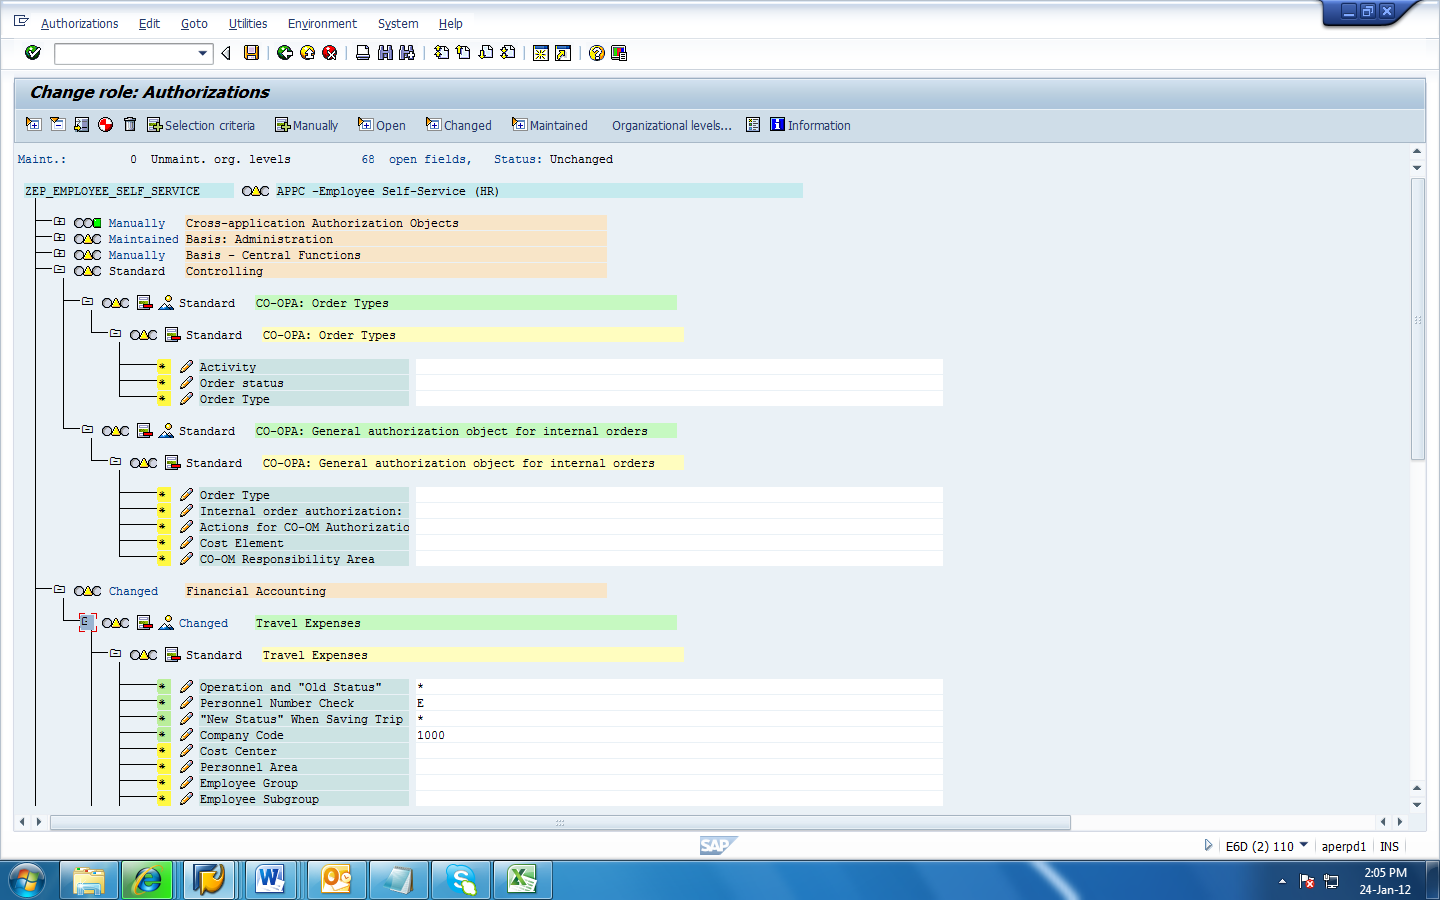 Authorizations Edit Goto Utilities Environment System Help
Change role: Authorizations
Selection criteria Manually Open Changed Maintained Organizational levels... Information
Maint.: 0 Unmaint. org. levels 68 open fields, Status: Unchanged
ZEP_EMPLOYEE_SELF_SERVICE APPC -Employee Self-Service (HR)
Manually Cross-application Authorization Objects
Maintained Basis: Administration
Manually Basis - Central Functions
Standard Controlling
Standard CO-OPA: Order Types
Standard CO-OPA: Order Types
* Activity
* Order status
* Order Type
Standard CO-OPA: General authorization object for internal orders
Standard CO-OPA: General authorization object for internal orders
* Order Type
* Internal order authorization:
* Actions for CO-OM Authorizatio
* Cost Element
* CO-OM Responsibility Area
Changed Financial Accounting
Changed Travel Expenses
Standard Travel Expenses
* Operation and "Old Status" *
* Personnel Number Check E
* "New Status" When Saving Trip *
* Company Code 1000
* Cost Center
* Personnel Area
* Employee Group
* Employee Subgroup
SAP E6D (2) 110 aperpd1 INS
2:05 PM
24-Jan-12